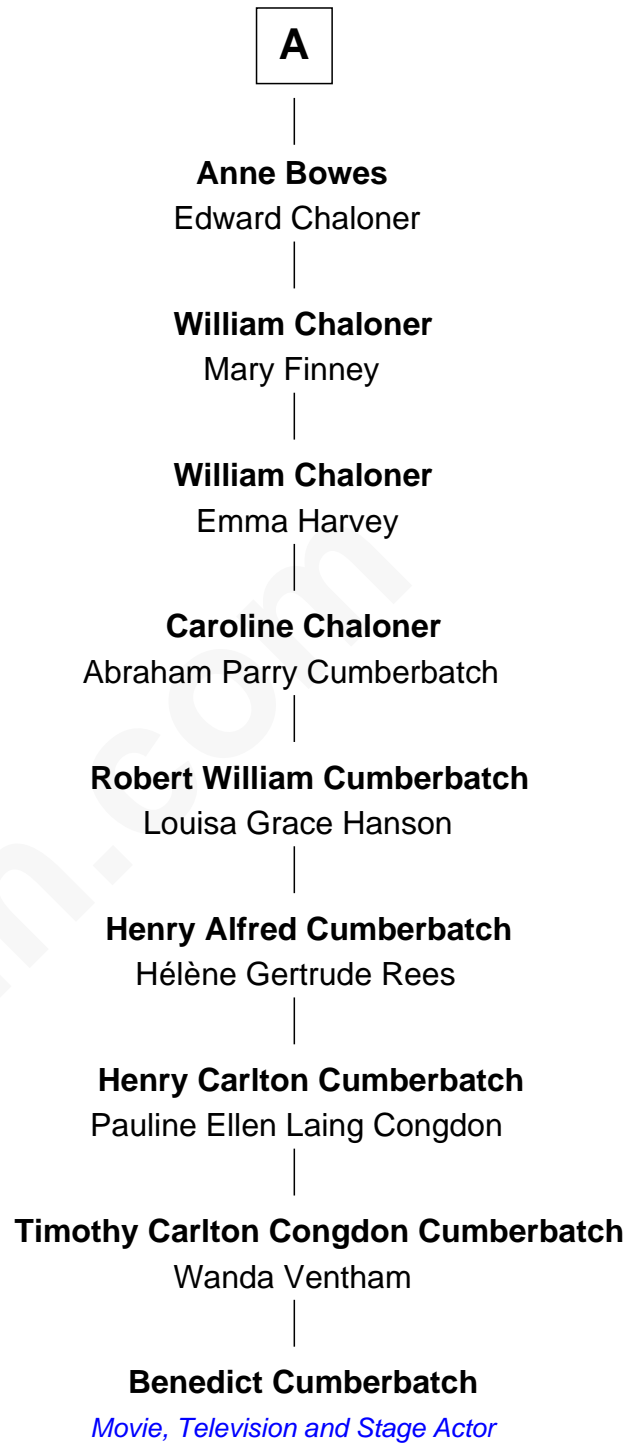 A
Anne Bowes
Edward Chaloner
William Chaloner
Mary Finney
William Chaloner
Emma Harvey
Caroline Chaloner
Abraham Parry Cumberbatch
Robert William Cumberbatch
Louisa Grace Hanson
Henry Alfred Cumberbatch
Hélène Gertrude Rees
Henry Carlton Cumberbatch
Pauline Ellen Laing Congdon
Timothy Carlton Congdon Cumberbatch
Wanda Ventham
Benedict Cumberbatch
Movie, Television and Stage Actor